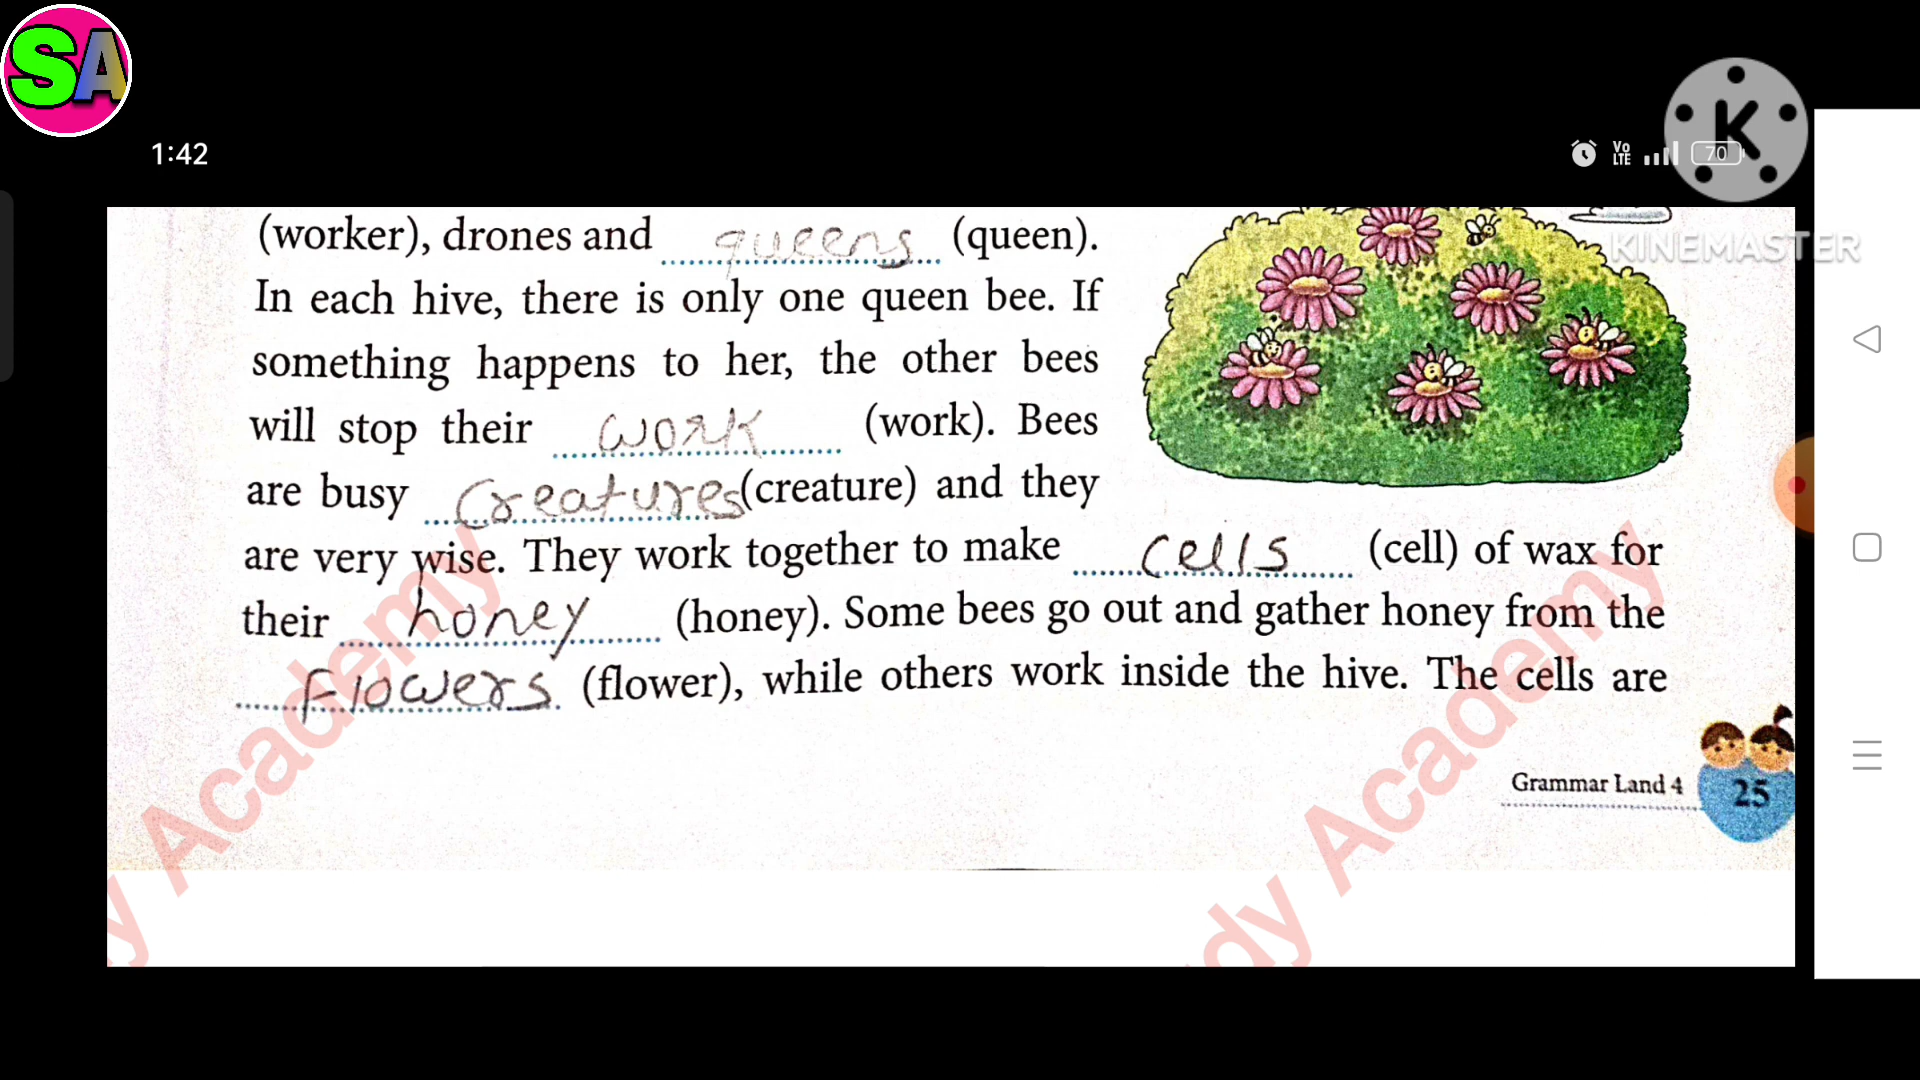 SA
1:42
Vo LTE
70
K
KINEMASTER
(worker), drones and queens (queen).
In each hive, there is only one queen bee. If
something happens to her, the other bees
will stop their work (work). Bees
are busy creatures (creature) and they
are very wise. They work together to make cells (cell) of wax for
their honey (honey). Some bees go out and gather honey from the
Flowers (flower), while others work inside the hive. The cells are
Grammar Land 4
25
y Academy
dy Academy